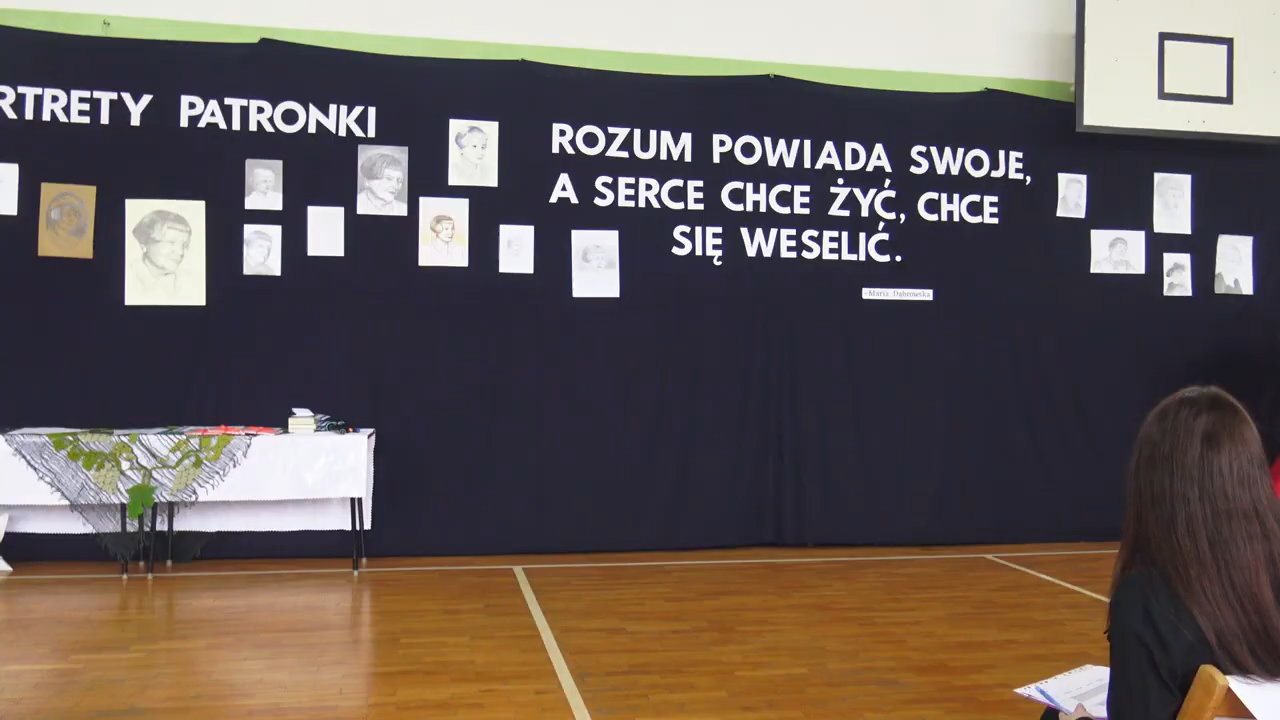 RTRETY PATRONKI
ROZUM POWIADA SWOJE,
A SERCE CHCE ŻYĆ, CHCE
SIĘ WESELIĆ.
~Maria Dąbrowska